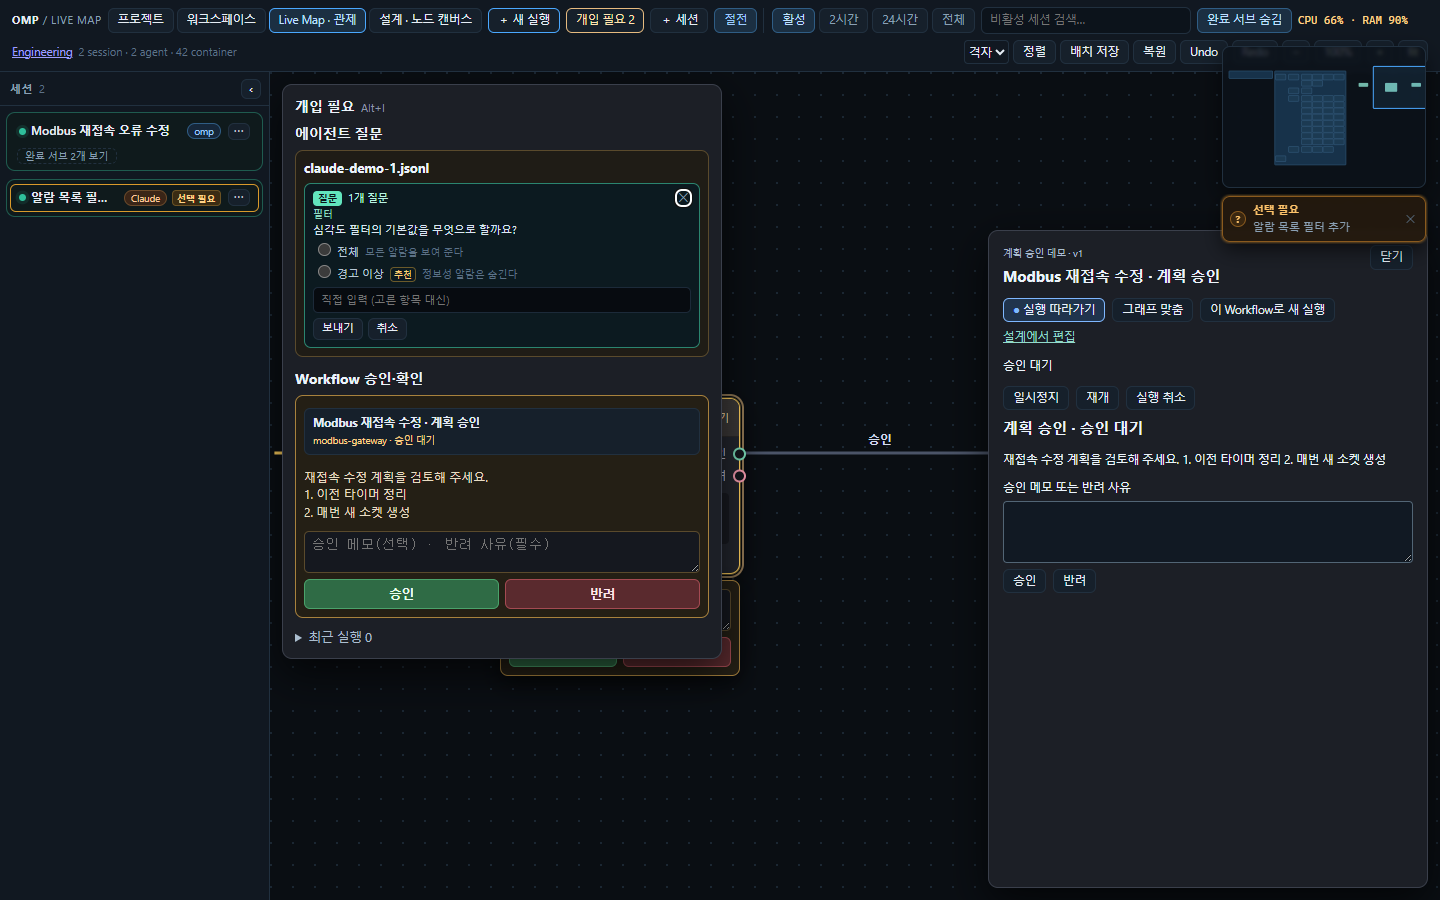 OMP / LIVE MAP 프로젝트 워크스페이스 Live Map · 관제 설계 · 노드 캔버스 + 새 실행 개입 필요 2 + 세션 절전 활성 2시간 24시간 전체 비활성 세션 검색... 완료 서브 숨김 CPU 66% · RAM 90%
Engineering 2 session · 2 agent · 42 container 격자 정렬 배치 저장 복원 Undo
세션 2 ‹
Modbus 재접속 오류 수정 omp ···
완료 서브 2개 보기
알람 목록 필... Claude 선택 필요 ···
개입 필요 Alt+I
에이전트 질문
claude-demo-1.jsonl
질문 1개 질문
필터
심각도 필터의 기본값을 무엇으로 할까요?
전체 모든 알람을 보여 준다
경고 이상 추천 정보성 알람은 숨긴다
직접 입력 (고른 항목 대신)
보내기 취소
Workflow 승인·확인
Modbus 재접속 수정 · 계획 승인
modbus-gateway · 승인 대기
재접속 수정 계획을 검토해 주세요.
1. 이전 타이머 정리
2. 매번 새 소켓 생성
승인 메모(선택) · 반려 사유(필수)
승인 반려
▶ 최근 실행 0
승인
? 선택 필요
알람 목록 필터 추가
계획 승인 데모 · v1
닫기
Modbus 재접속 수정 · 계획 승인
● 실행 따라가기 그래프 맞춤 이 Workflow로 새 실행
설계에서 편집
승인 대기
일시정지 재개 실행 취소
계획 승인 · 승인 대기
재접속 수정 계획을 검토해 주세요. 1. 이전 타이머 정리 2. 매번 새 소켓 생성
승인 메모 또는 반려 사유
승인 반려